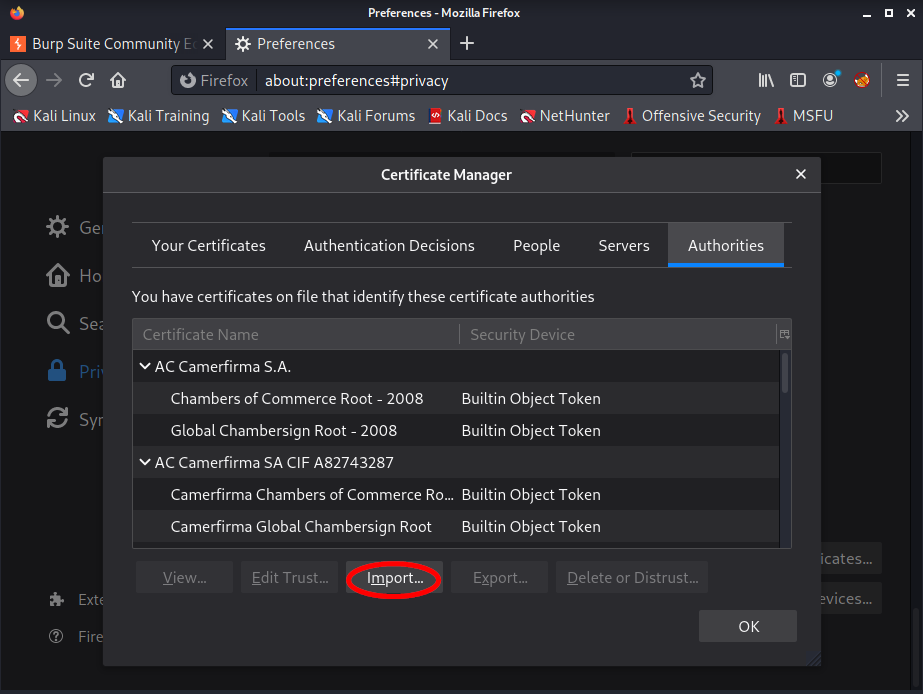 Preferences - Mozilla Firefox
Burp Suite Community Ed
Preferences
Firefox about:preferences#privacy
Kali Linux Kali Training Kali Tools Kali Forums Kali Docs NetHunter Offensive Security MSFU
Certificate Manager
Ge
Ho
Sea
Priv
Syn
Exte
Fire
Your Certificates Authentication Decisions People Servers Authorities
You have certificates on file that identify these certificate authorities
Certificate Name Security Device
AC Camerfirma S.A.
Chambers of Commerce Root - 2008 Builtin Object Token
Global Chambersign Root - 2008 Builtin Object Token
AC Camerfirma SA CIF A82743287
Camerfirma Chambers of Commerce Ro... Builtin Object Token
Camerfirma Global Chambersign Root Builtin Object Token
View... Edit Trust... Import... Export... Delete or Distrust...
OK
icates...
evices...